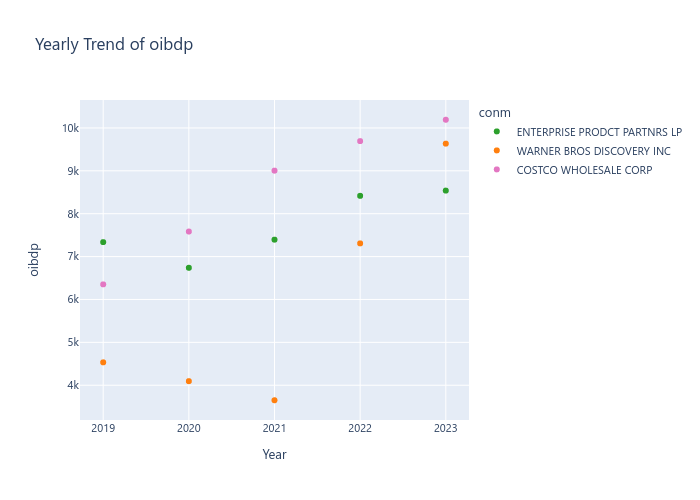 Yearly Trend of oibdp
conm
ENTERPRISE PRODCT PARTNRS LP
WARNER BROS DISCOVERY INC
COSTCO WHOLESALE CORP
oibdp
10k
9k
8k
7k
6k
5k
4k
2019 2020 2021 2022 2023
Year